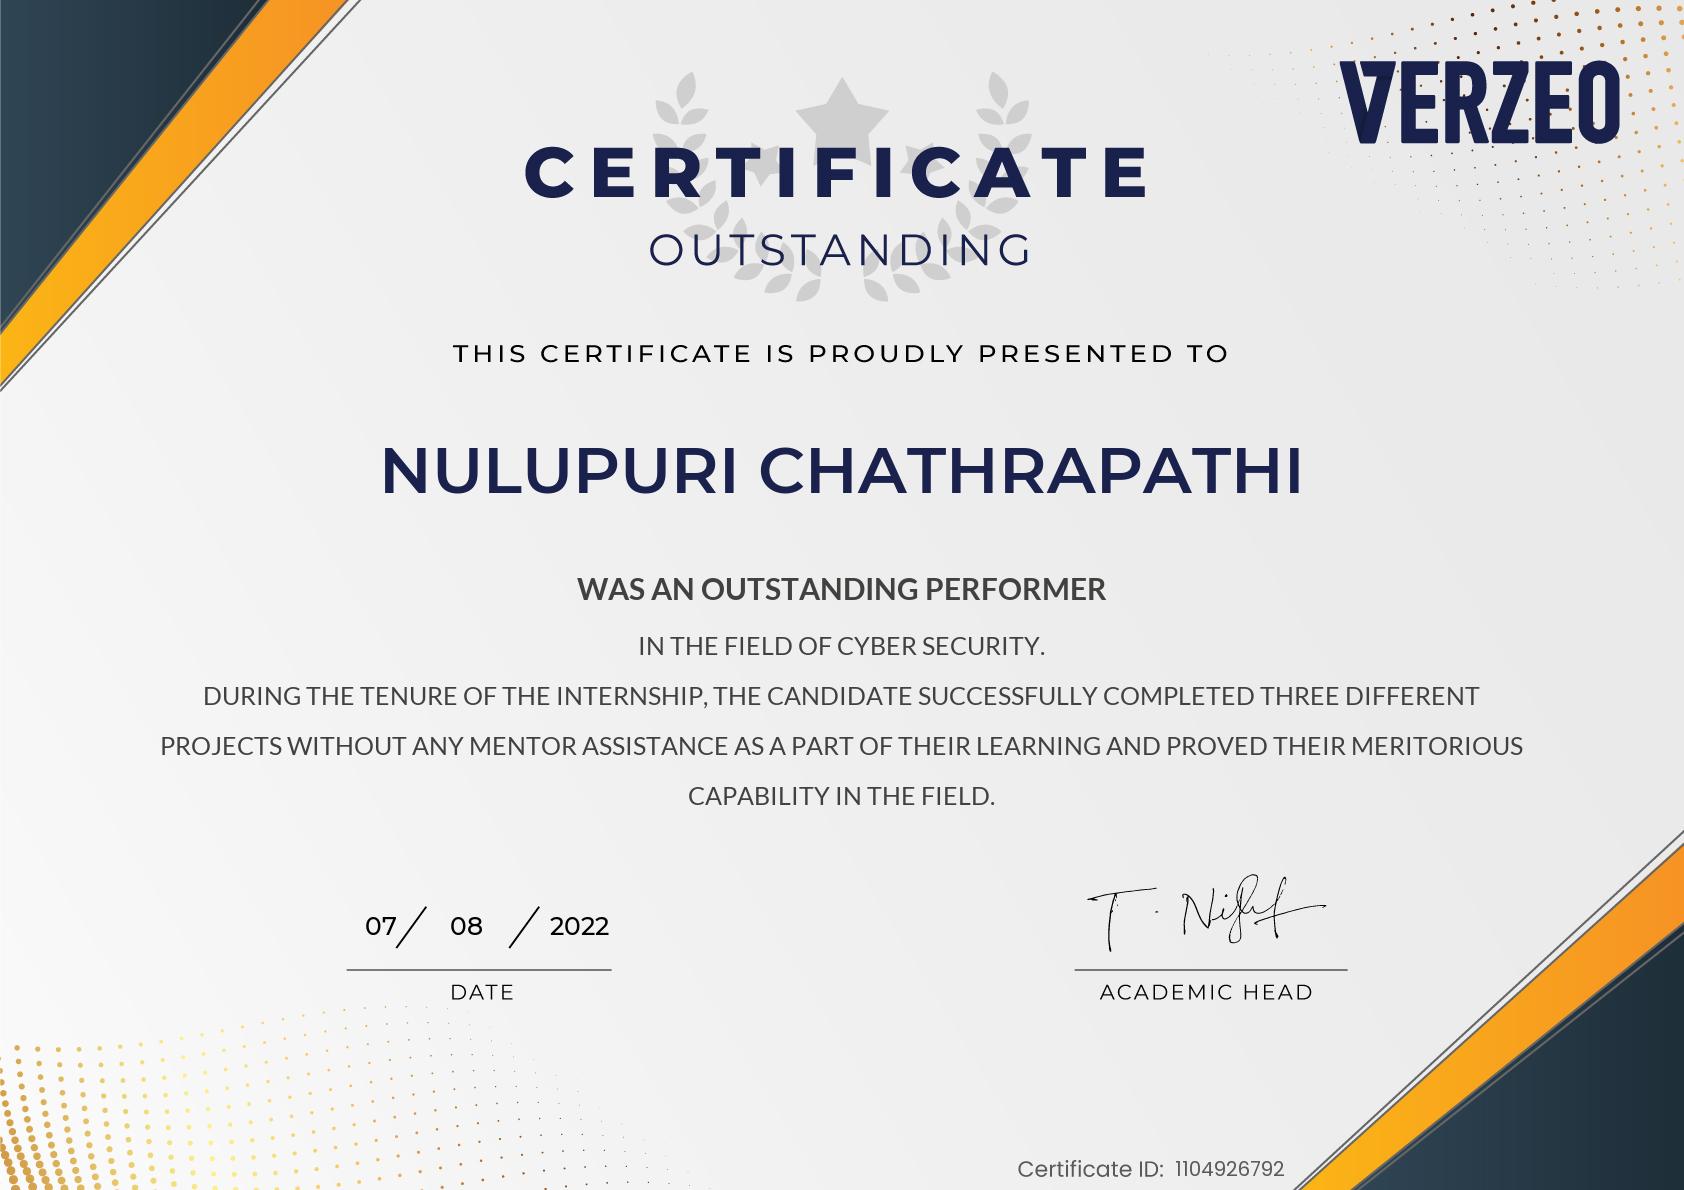 VERZEO
CERTIFICATE
OUTSTANDING
THIS CERTIFICATE IS PROUDLY PRESENTED TO
NULUPURI CHATHRAPATHI
WAS AN OUTSTANDING PERFORMER
IN THE FIELD OF CYBER SECURITY.
DURING THE TENURE OF THE INTERNSHIP, THE CANDIDATE SUCCESSFULLY COMPLETED THREE DIFFERENT
PROJECTS WITHOUT ANY MENTOR ASSISTANCE AS A PART OF THEIR LEARNING AND PROVED THEIR MERITORIOUS
CAPABILITY IN THE FIELD.
07/ 08 / 2022
DATE
ACADEMIC HEAD
Certificate ID: 1104926792